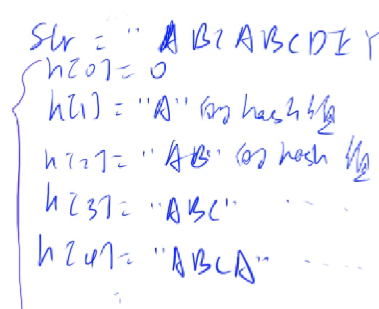 Str = "ABCABCDEY
h[0] = 0
h[1] = "A"的 hash 值
h[2] = "AB" 的 hash 值
h[3] = "ABC" ......
h[4] = "ABCA" ......